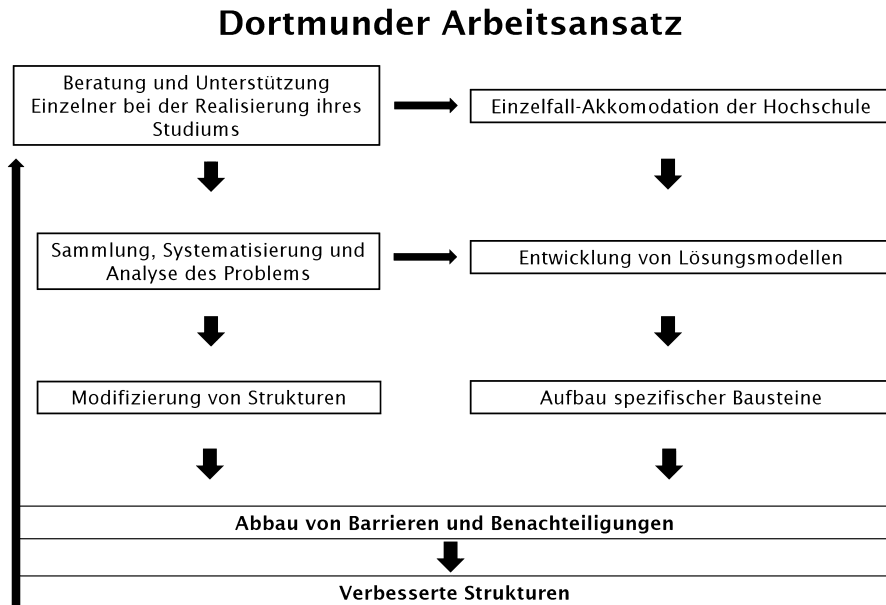 Dortmunder Arbeitsansatz
Beratung und Unterstützung
Einzelner bei der Realisierung ihres
Studiums
Einzelfall-Akkomodation der Hochschule
Sammlung, Systematisierung und
Analyse des Problems
Entwicklung von Lösungsmodellen
Modifizierung von Strukturen
Aufbau spezifischer Bausteine
Abbau von Barrieren und Benachteiligungen
Verbesserte Strukturen